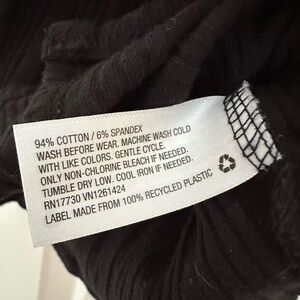 94% COTTON / 6% SPANDEX
WASH BEFORE WEAR. MACHINE WASH COLD
WITH LIKE COLORS. GENTLE CYCLE.
ONLY NON-CHLORINE BLEACH IF NEEDED.
TUMBLE DRY LOW. COOL IRON IF NEEDED.
RN17730 VN1261424
LABEL MADE FROM 100% RECYCLED PLASTIC